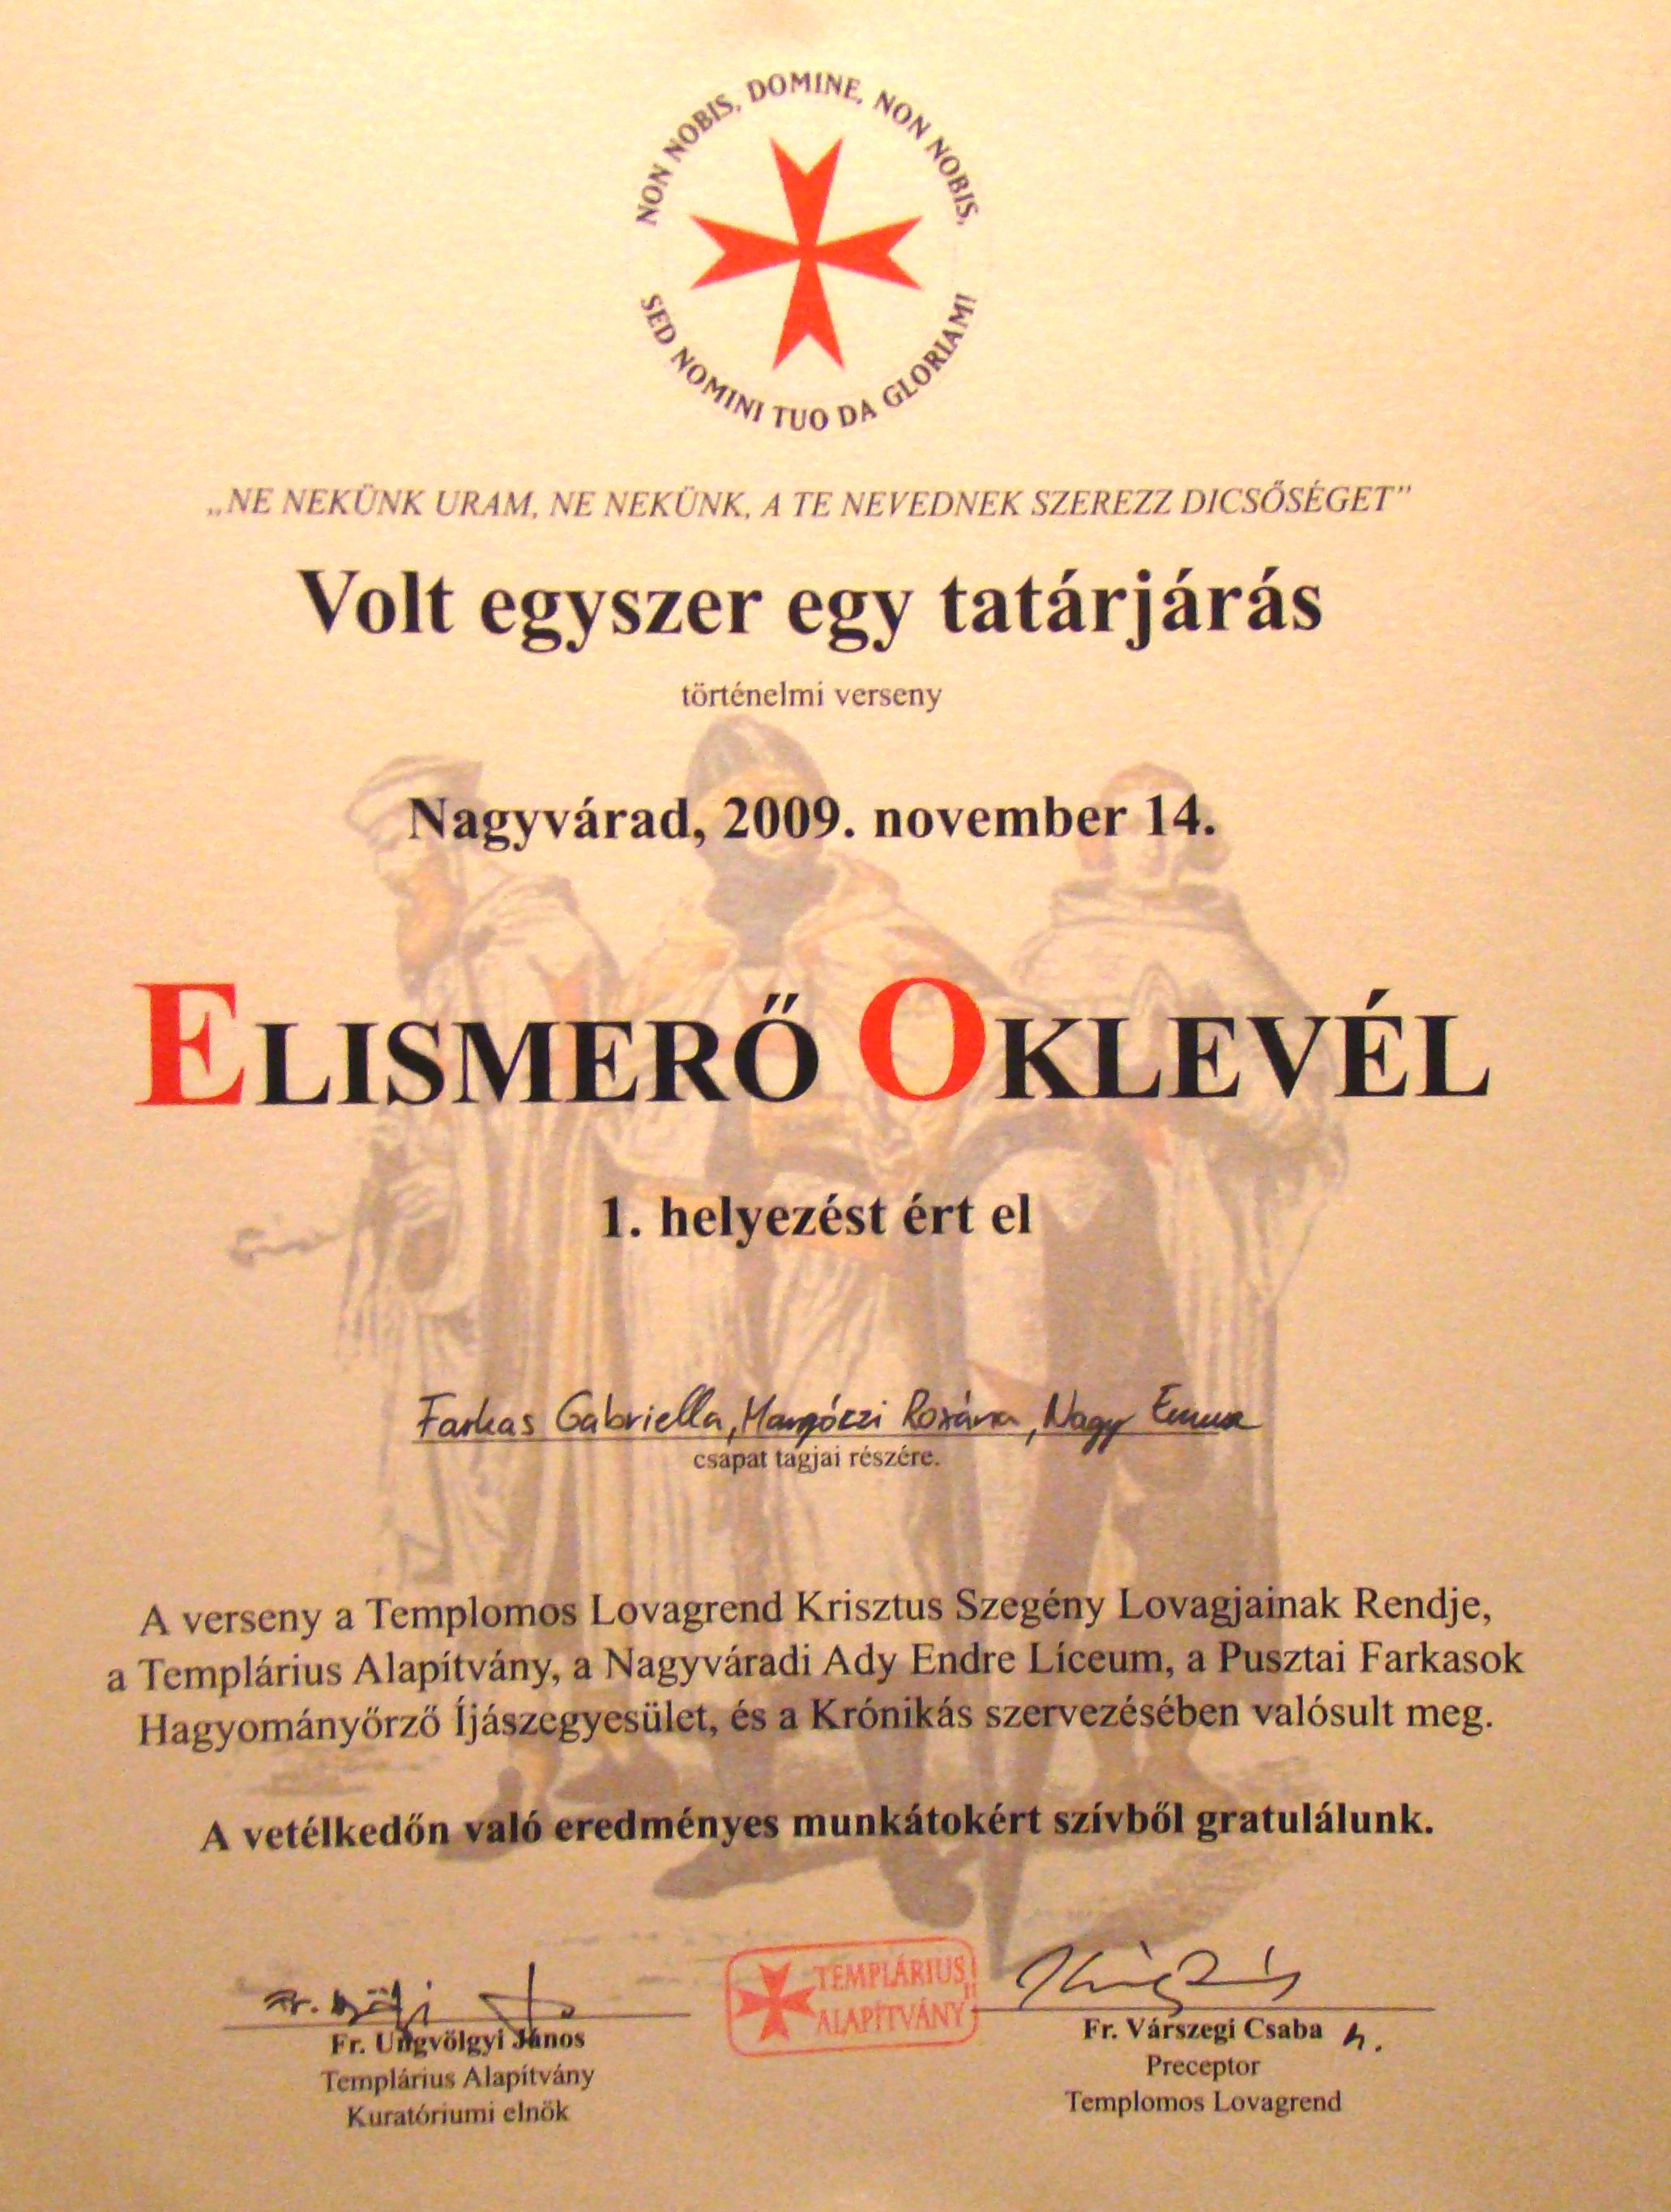 NON NOBIS, DOMINE, NON NOBIS,
SED NOMINI TUO DA GLORIAM!
„NE NEKÜNK URAM, NE NEKÜNK, A TE NEVEDNEK SZEREZZ DICSŐSÉGET”
Volt egyszer egy tatárjárás
történelmi verseny
Nagyvárad, 2009. november 14.
ELISMERŐ OKLEVÉL
1. helyezést ért el
Farkas Gabriella, Roxána, Nagy Emma
csapat tagjai részére.
A verseny a Templomos Lovagrend Krisztus Szegény Lovagjainak Rendje,
a Templárius Alapítvány, a Nagyváradi Ady Endre Líceum, a Pusztai Farkasok
Hagyományőrző Íjászegyesület, és a Krónikás szervezésében valósult meg.
A vetélkedőn való eredményes munkátokért szívből gratulálunk.
TEMPLÁRIUS
ALAPÍTVÁNY
Fr. Ungvölgyi János
Templárius Alapítvány
Kuratóriumi elnök
Fr. Várszegi Csaba
Preceptor
Templomos Lovagrend